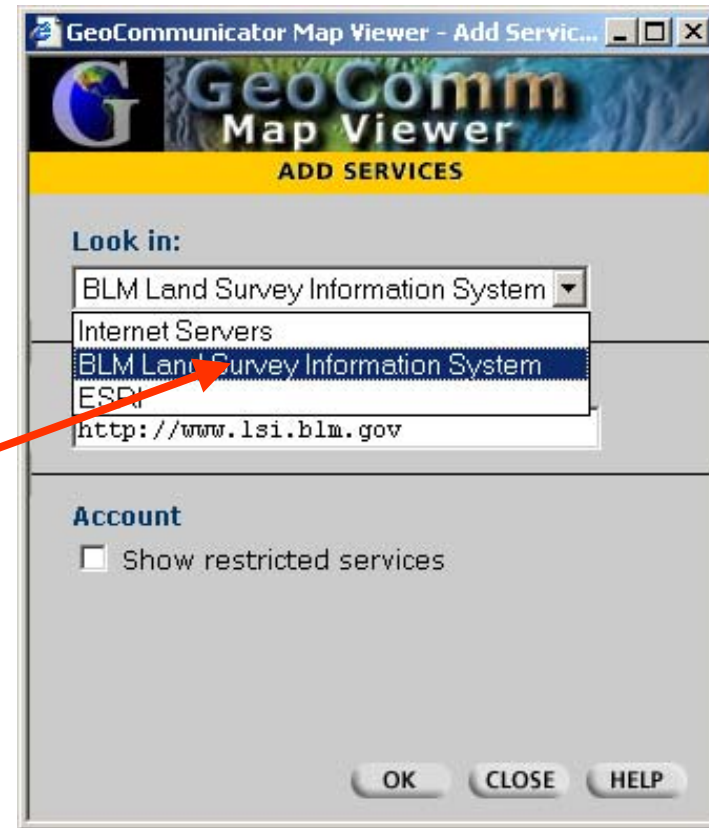 GeoCommunicator Map Viewer - Add Servic...
G GeoComm
Map Viewer
ADD SERVICES
Look in:
BLM Land Survey Information System
Internet Servers
BLM Land Survey Information System
ESRI
http://www.lsi.blm.gov
Account
Show restricted services
OK CLOSE HELP